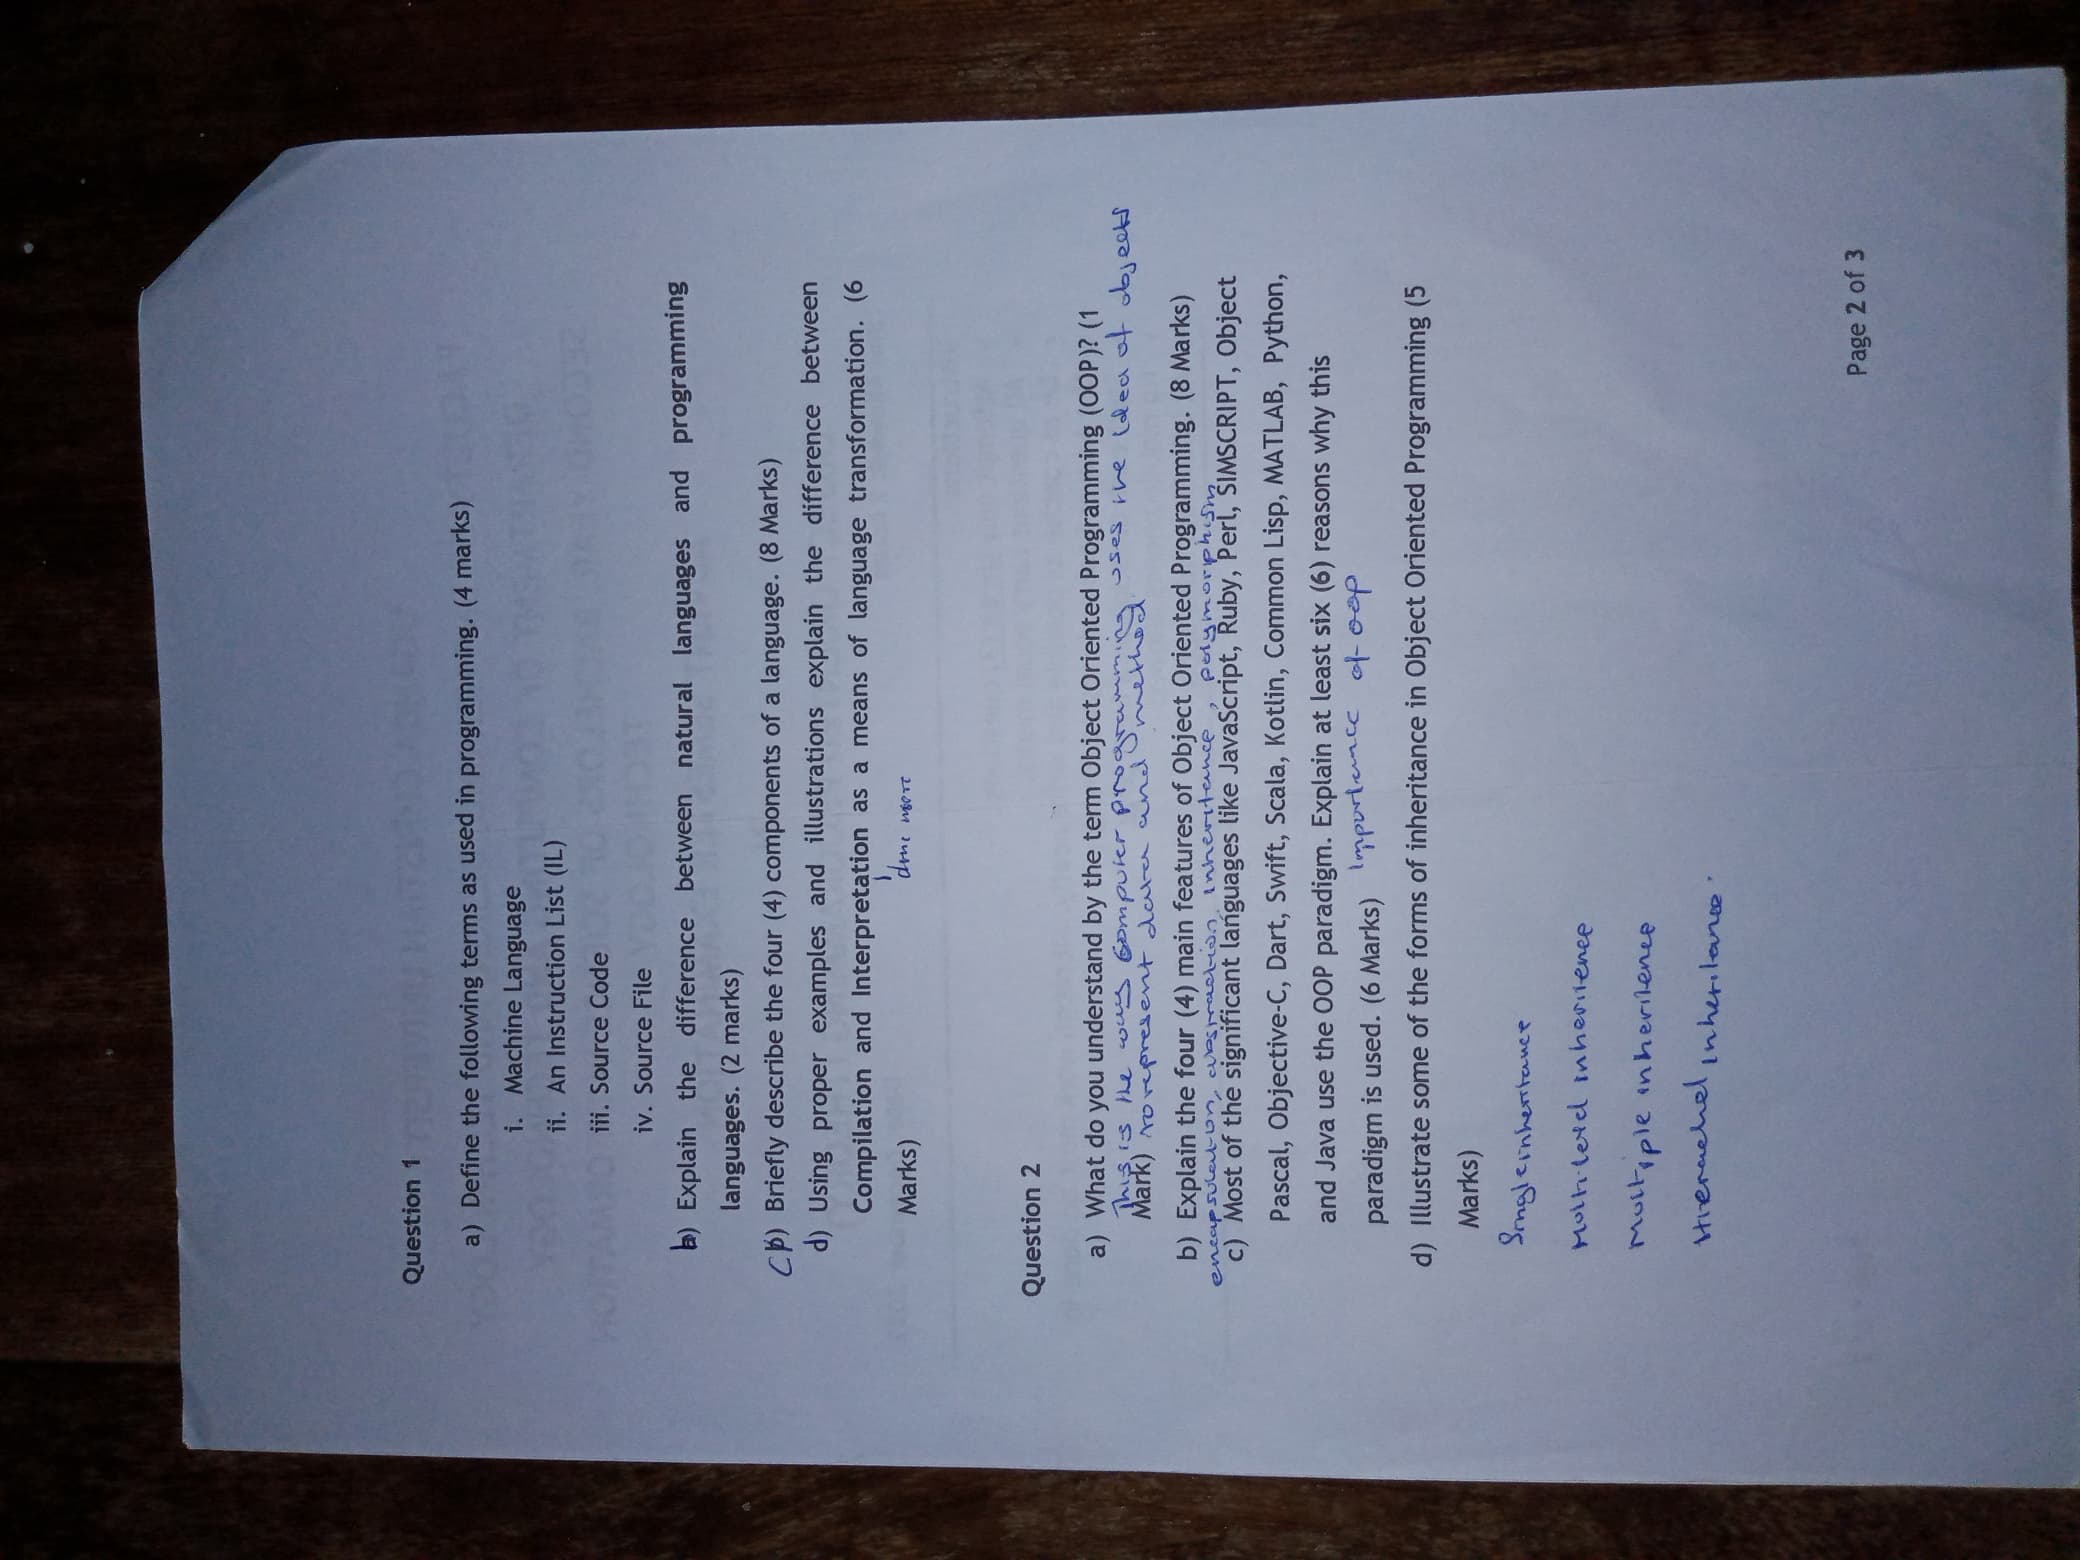 Question 1
a) Define the following terms as used in programming. (4 marks)
i. Machine Language
ii. An Instruction List (IL)
iii. Source Code
iv. Source File
b) Explain the difference between natural languages and programming
languages. (2 marks)
c b) Briefly describe the four (4) components of a language. (8 Marks)
d) Using proper examples and illustrations explain the difference between
Compilation and Interpretation as a means of language transformation. (6
Marks)
Question 2
a) What do you understand by the term Object Oriented Programming (OOP)? (1
This is the way Computer programming uses the idea of objects
Mark) to represent data and method
b) Explain the four (4) main features of Object Oriented Programming. (8 Marks)
encapsulation, abstraction, inheritance, polymorphism
c) Most of the significant languages like JavaScript, Ruby, Perl, SIMSCRIPT, Object
Pascal, Objective-C, Dart, Swift, Scala, Kotlin, Common Lisp, MATLAB, Python,
and Java use the OOP paradigm. Explain at least six (6) reasons why this
paradigm is used. (6 Marks) Importance of OOP
d) Illustrate some of the forms of inheritance in Object Oriented Programming (5
Marks)
Single inheritance
Multi-level inheritence
Multiple inheritence
Hierarchal Inheritance.
Page 2 of 3